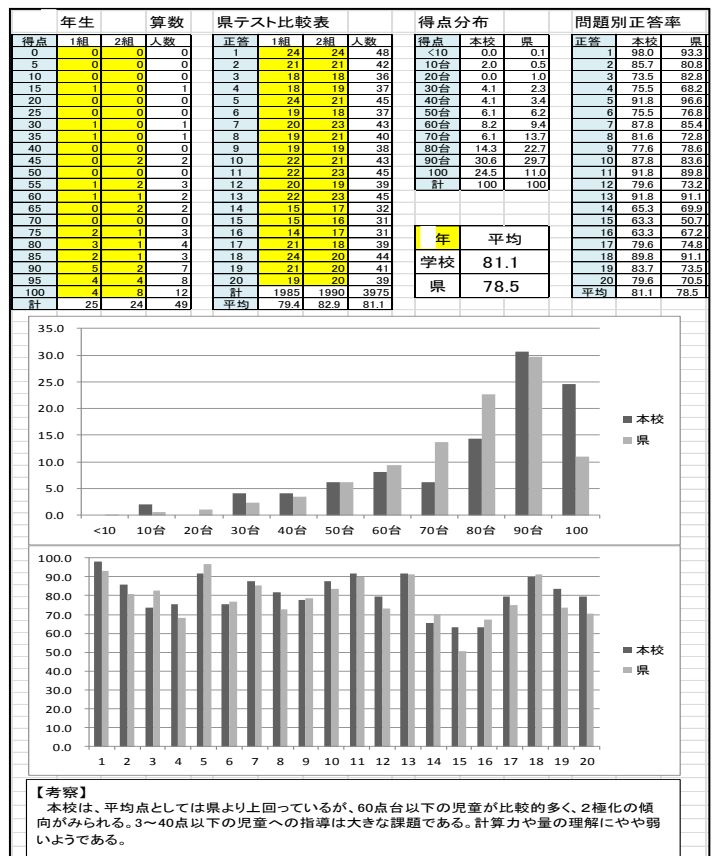 年生 算数 県テスト比較表 得点分布 問題別正答率
得点 1組 2組 人数 正答 1組 2組 人数 得点 本校 県 正答 本校 県
0 0 0 0 1 24 24 48 <10 0.0 0.1 1 98.0 93.3
5 0 0 0 2 21 21 42 10台 2.0 0.5 2 85.7 80.8
10 0 0 0 3 18 18 36 20台 0.0 1.0 3 73.5 82.8
15 1 0 1 4 18 19 37 30台 4.1 2.3 4 75.5 68.2
20 0 0 0 5 24 21 45 40台 4.1 3.4 5 91.8 96.6
25 0 0 0 6 19 18 37 50台 6.1 6.2 6 75.5 76.8
30 1 0 1 7 20 23 43 60台 8.2 9.4 7 87.8 85.4
35 1 0 1 8 19 21 40 70台 6.1 13.7 8 81.6 72.8
40 0 0 0 9 19 19 38 80台 14.3 22.7 9 77.6 78.6
45 0 2 2 10 22 21 43 90台 30.6 29.7 10 87.8 83.6
50 0 0 0 11 22 23 45 100 24.5 11.0 11 91.8 89.8
55 1 2 3 12 20 19 39 計 100 100 12 79.6 73.2
60 1 1 2 13 22 23 45 13 91.8 91.1
65 0 2 2 14 15 17 32 14 65.3 69.9
70 0 0 0 15 15 16 31 15 63.3 50.7
75 2 1 3 16 14 17 31 年 平均 16 63.3 67.2
80 3 1 4 17 21 18 39 17 79.6 74.8
85 2 1 3 18 24 20 44 学校 81.1 18 89.8 91.1
90 5 2 7 19 21 20 41 19 83.7 73.5
95 4 4 8 20 19 20 39 県 78.5 20 79.6 70.5
100 4 8 12 計 1985 1990 3975 平均 81.1 78.5
計 25 24 49 平均 79.4 82.9 81.1
35.0
30.0
25.0
20.0
15.0
10.0
5.0
0.0
<10 10台 20台 30台 40台 50台 60台 70台 80台 90台 100
本校
県
100.0
90.0
80.0
70.0
60.0
50.0
40.0
30.0
20.0
10.0
0.0
1 2 3 4 5 6 7 8 9 10 11 12 13 14 15 16 17 18 19 20
本校
県
【考察】
本校は、平均点としては県より上回っているが、60点台以下の児童が比較的多く、2極化の傾
向がみられる。3～40点以下の児童への指導は大きな課題である。計算力や量の理解にやや弱
いようである。